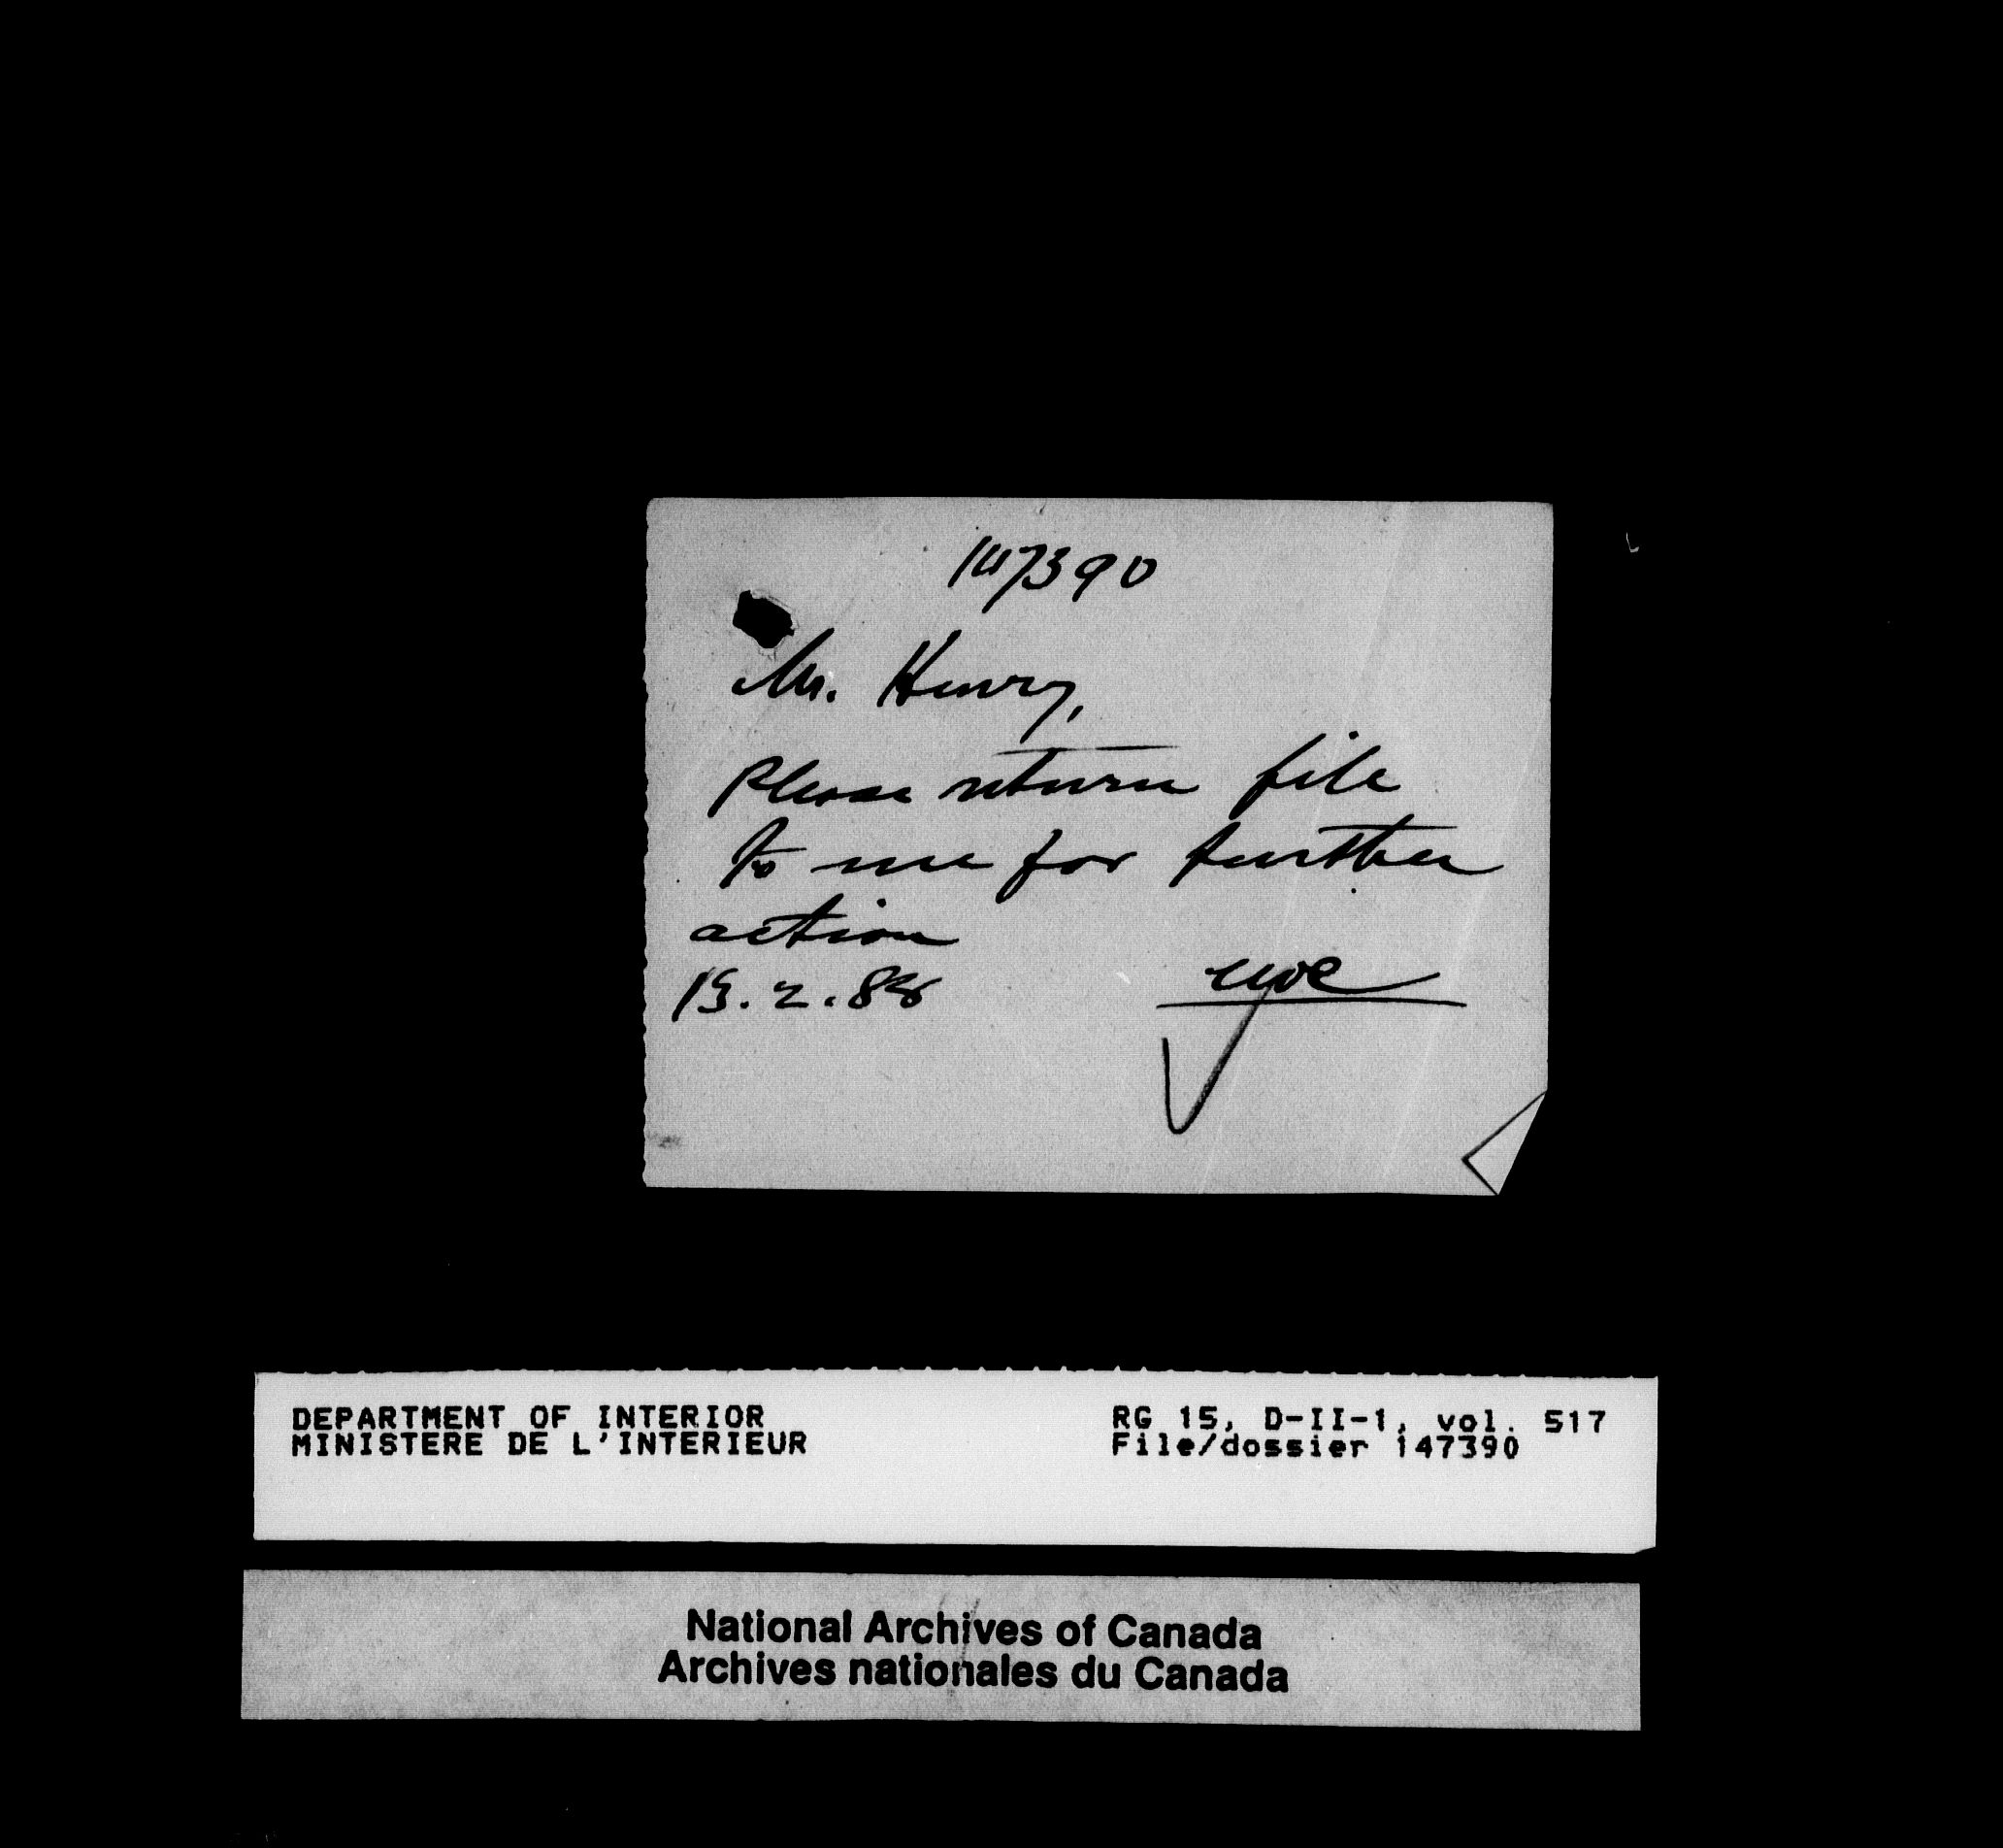 147390
Mr. Henry,
Please return file
to me for further
action
15.2.88
DEPARTMENT OF INTERIOR
MINISTERE DE L'INTERIEUR
RG 15, D-II-1, vol. 517
File/dossier 147390
National Archives of Canada
Archives nationales du Canada